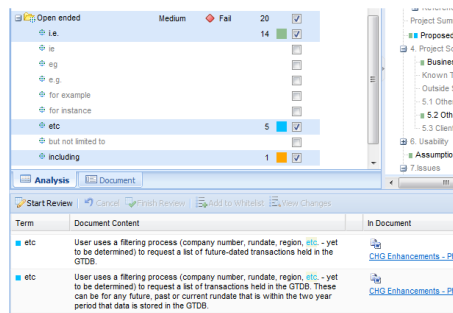 Open ended Medium Fail 20
i.e. 14
ie
eg
e.g.
for example
for instance
etc 5
but not limited to
including 1
Project Sum
Proposed
4. Project Sc
Busines
Known T
Outside S
5.1 Othe
5.2 Oth
5.3 Client
6. Usability
Assumptio
7.Issues
Analysis Document
Start Review Cancel Finish Review Add to Whitelist View Changes
Term Document Content In Document
etc User uses a filtering process (company number, rundate, region, etc. - yet
to be determined) to request a list of future-dated transactions held in the
GTDB.
CHG Enhancements - Ph
etc User uses a filtering process (company number, rundate, region, etc. - yet
to be determined) to request a list of transactions held in the GTDB. These
can be for any future, past or current rundate that is within the two year
period that data is stored in the GTDB.
CHG Enhancements - Ph